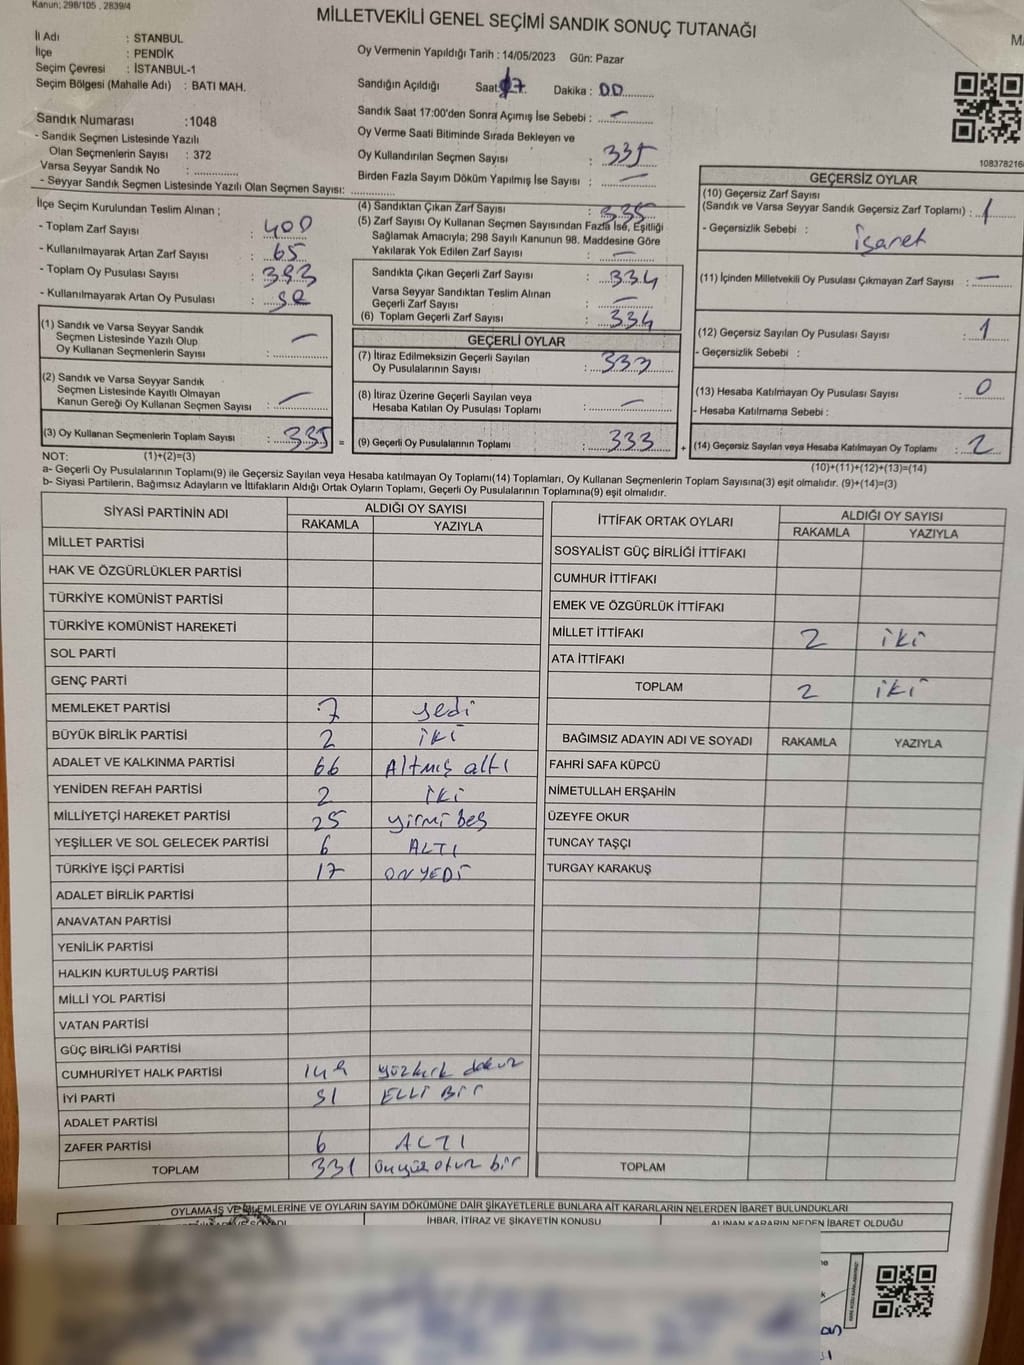 Kanun; 298/105 , 2839/4
MİLLETVEKİLİ GENEL SEÇİMİ SANDIK SONUÇ TUTANAĞI
İl Adı : İSTANBUL
İlçe : PENDİK
Seçim Çevresi : İSTANBUL-1
Seçim Bölgesi (Mahalle Adı) : BATI MAH.
Sandık Numarası :1048
- Sandık Seçmen Listesinde Yazılı
Olan Seçmenlerin Sayısı : 372
Varsa Seyyar Sandık No : ..............
- Seyyar Sandık Seçmen Listesinde Yazılı Olan Seçmen Sayısı: ..............
Oy Vermenin Yapıldığı Tarih : 14/05/2023 Gün: Pazar
Sandığın Açıldığı Saat: 17 Dakika : 00
Sandık Saat 17:00'den Sonra Açımış İse Sebebi : —
Oy Verme Saati Bitiminde Sırada Bekleyen ve
Oy Kullandırılan Seçmen Sayısı : 335
Birden Fazla Sayım Döküm Yapılmış İse Sayısı : —
108378216
İlçe Seçim Kurulundan Teslim Alınan ;
- Toplam Zarf Sayısı : 400
- Kullanılmayarak Artan Zarf Sayısı : 65
- Toplam Oy Pusulası Sayısı : 393
- Kullanılmayarak Artan Oy Pusulası :
(1) Sandık ve Varsa Seyyar Sandık
Seçmen Listesinde Yazılı Olup
Oy Kullanan Seçmenlerin Sayısı : —
(2) Sandık ve Varsa Seyyar Sandık
Seçmen Listesinde Kayıtlı Olmayan
Kanun Gereği Oy Kullanan Seçmen Sayısı : —
(3) Oy Kullanan Seçmenlerin Toplam Sayısı : 335 =
(4) Sandıktan Çıkan Zarf Sayısı : 335
(5) Zarf Sayısı Oy Kullanan Seçmen Sayısından Fazla İse, Eşitliği
Sağlamak Amacıyla; 298 Sayılı Kanunun 98. Maddesine Göre
Yakılarak Yok Edilen Zarf Sayısı : —
Sandıkta Çıkan Geçerli Zarf Sayısı : 334
Varsa Seyyar Sandıktan Teslim Alınan
Geçerli Zarf Sayısı : —
(6) Toplam Geçerli Zarf Sayısı : 334
GEÇERLİ OYLAR
(7) İtiraz Edilmeksizin Geçerli Sayılan
Oy Pusulalarının Sayısı : 333
(8) İtiraz Üzerine Geçerli Sayılan veya
Hesaba Katılan Oy Pusulası Toplamı : —
(9) Geçerli Oy Pusulalarının Toplamı : 333 +
GEÇERSİZ OYLAR
(10) Geçersiz Zarf Sayısı
(Sandık ve Varsa Seyyar Sandık Geçersiz Zarf Toplamı) : 1
- Geçersizlik Sebebi : işaret
(11) İçinden Milletvekili Oy Pusulası Çıkmayan Zarf Sayısı : —
(12) Geçersiz Sayılan Oy Pusulası Sayısı : 1
- Geçersizlik Sebebi :
(13) Hesaba Katılmayan Oy Pusulası Sayısı : 0
- Hesaba Katılmama Sebebi :
(14) Geçersiz Sayılan veya Hesaba Katılmayan Oy Toplamı : 2
NOT: (1)+(2)=(3)
(10)+(11)+(12)+(13)=(14)
a- Geçerli Oy Pusulalarının Toplamı(9) ile Geçersiz Sayılan veya Hesaba katılmayan Oy Toplamı(14) Toplamları, Oy Kullanan Seçmenlerin Toplam Sayısına(3) eşit olmalıdır. (9)+(14)=(3)
b- Siyasi Partilerin, Bağımsız Adayların ve İttifakların Aldığı Ortak Oyların Toplamı, Geçerli Oy Pusulalarının Toplamına(9) eşit olmalıdır.
SİYASİ PARTİNİN ADI ALDIĞI OY SAYISI
RAKAMLA YAZIYLA
MİLLET PARTİSİ
HAK VE ÖZGÜRLÜKLER PARTİSİ
TÜRKİYE KOMÜNİST PARTİSİ
TÜRKİYE KOMÜNİST HAREKETİ
SOL PARTİ
GENÇ PARTİ
MEMLEKET PARTİSİ 7 yedi
BÜYÜK BİRLİK PARTİSİ 2 iki
ADALET VE KALKINMA PARTİSİ 66 Altmış altı
YENİDEN REFAH PARTİSİ 2 iki
MİLLİYETÇİ HAREKET PARTİSİ 25 yirmi beş
YEŞİLLER VE SOL GELECEK PARTİSİ 6 ALTI
TÜRKİYE İŞÇİ PARTİSİ 17 ONYEDİ
ADALET BİRLİK PARTİSİ
ANAVATAN PARTİSİ
YENİLİK PARTİSİ
HALKIN KURTULUŞ PARTİSİ
MİLLİ YOL PARTİSİ
VATAN PARTİSİ
GÜÇ BİRLİĞİ PARTİSİ
CUMHURİYET HALK PARTİSİ 149 yüzkırk dokuz
İYİ PARTİ 51 ELLİ BİR
ADALET PARTİSİ
ZAFER PARTİSİ 6 ALTI
TOPLAM 331 üçyüz otuz bir
İTTİFAK ORTAK OYLARI ALDIĞI OY SAYISI
RAKAMLA YAZIYLA
SOSYALİST GÜÇ BİRLİĞİ İTTİFAKI
CUMHUR İTTİFAKI
EMEK VE ÖZGÜRLÜK İTTİFAKI
MİLLET İTTİFAKI 2 iki
ATA İTTİFAKI
TOPLAM 2 iki
BAĞIMSIZ ADAYIN ADI VE SOYADI RAKAMLA YAZIYLA
FAHRİ SAFA KÜPCÜ
NİMETULLAH ERŞAHİN
ÜZEYFE OKUR
TUNCAY TAŞÇI
TURGAY KARAKUŞ
TOPLAM
OYLAMA İŞ VE İŞLEMLERİNE VE OYLARIN SAYIM DÖKÜMÜNE DAİR ŞİKAYETLERLE BUNLARA AİT KARARLARIN NELERDEN İBARET BULUNDUKLARI
İHBAR, İTİRAZ VE ŞİKAYETİN KONUSU ALINAN KARARIN NEDEN İBARET OLDUĞU